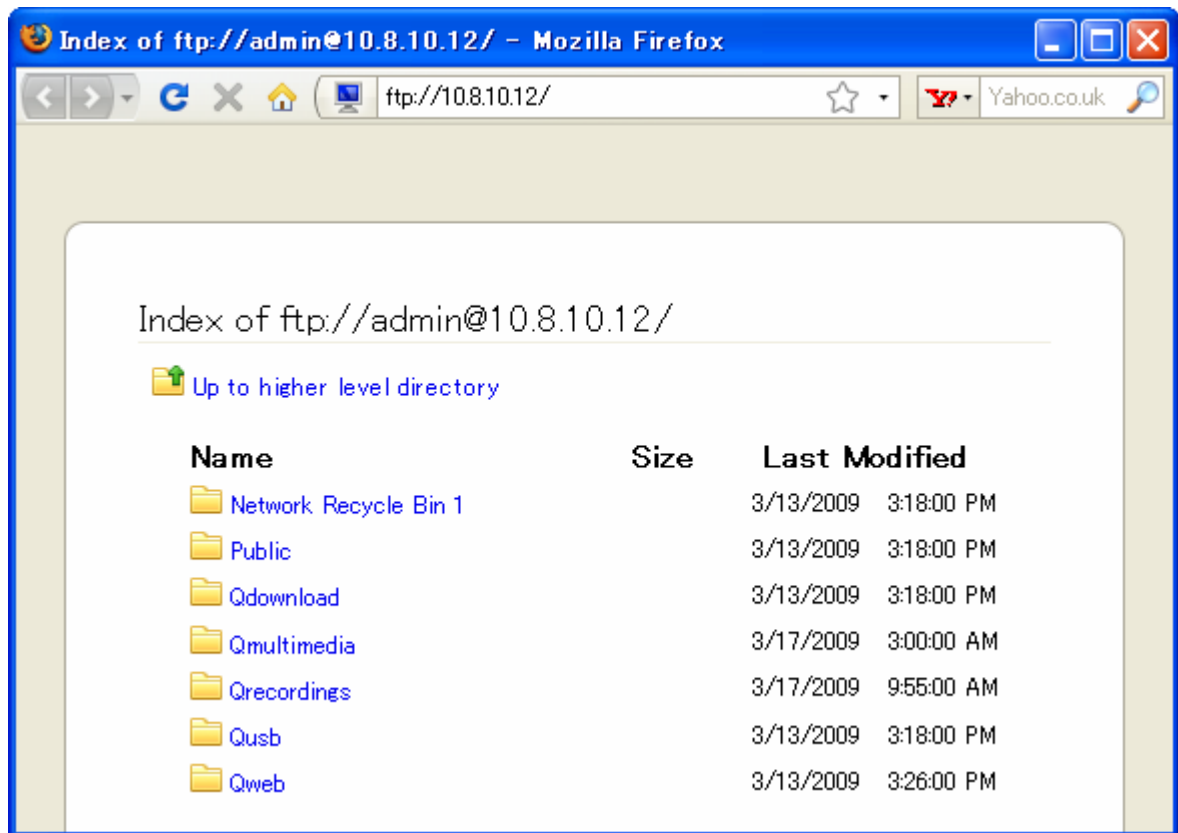 Index of ftp://admin@10.8.10.12/ - Mozilla Firefox
ftp://10.8.10.12/
Yahoo.co.uk
Index of ftp://admin@10.8.10.12/
Up to higher level directory
Name Size Last Modified
Network Recycle Bin 1 3/13/2009 3:18:00 PM
Public 3/13/2009 3:18:00 PM
Qdownload 3/13/2009 3:18:00 PM
Qmultimedia 3/17/2009 3:00:00 AM
Qrecordings 3/17/2009 9:55:00 AM
Qusb 3/13/2009 3:18:00 PM
Qweb 3/13/2009 3:26:00 PM